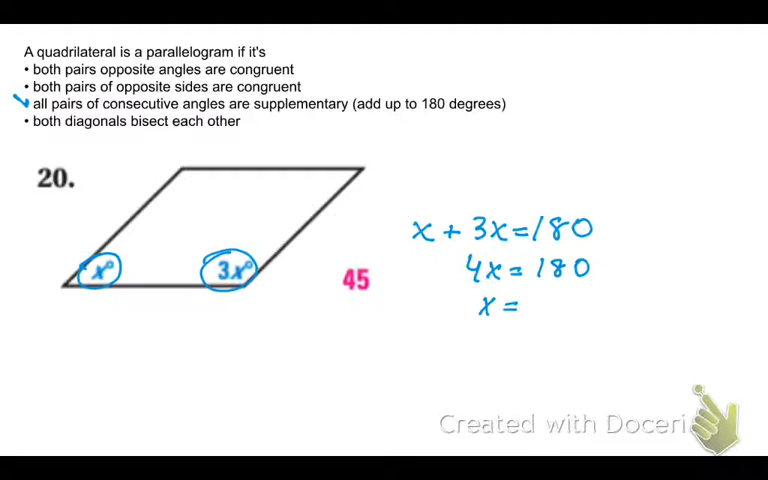 A quadrilateral is a parallelogram if it's
• both pairs opposite angles are congruent
• both pairs of opposite sides are congruent
• all pairs of consecutive angles are supplementary (add up to 180 degrees)
• both diagonals bisect each other
20.
x° 3x°
45
x + 3x = 180
4x = 180
x =
Created with Doceri